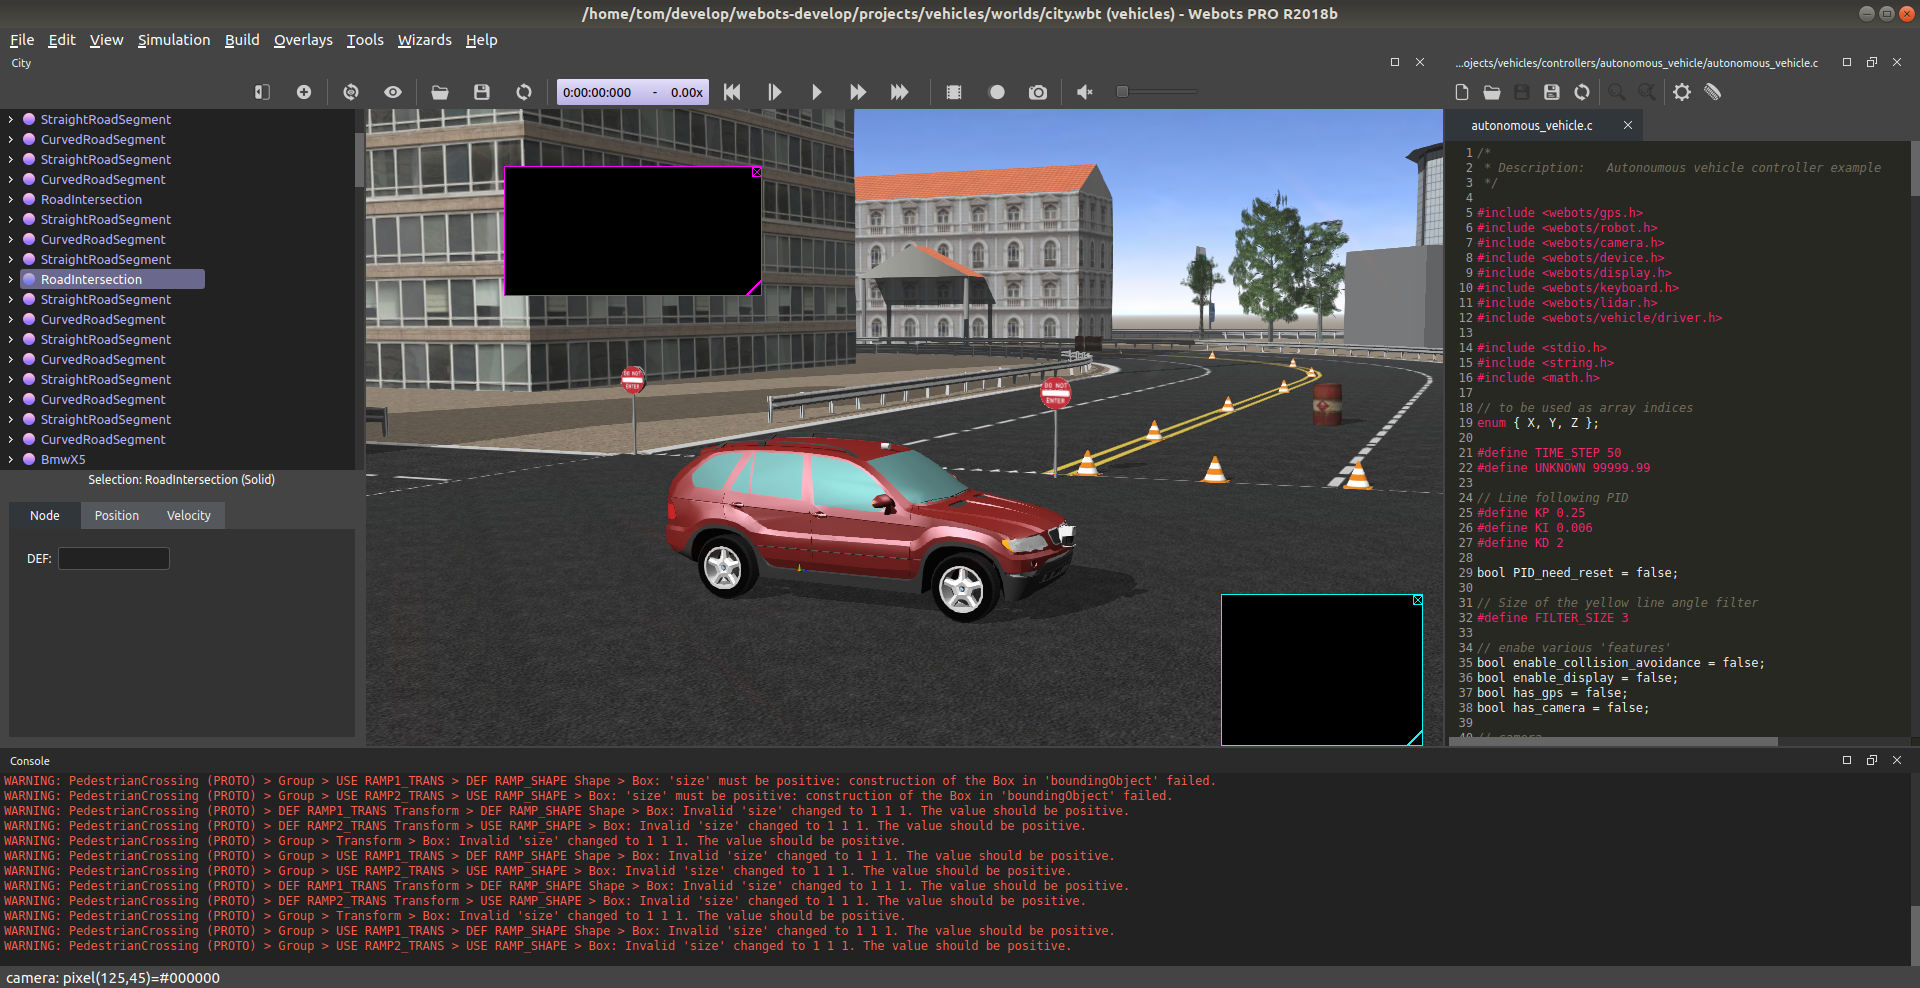 /home/tom/develop/webots-develop/projects/vehicles/worlds/city.wbt (vehicles) - Webots PRO R2018b
File Edit View Simulation Build Overlays Tools Wizards Help
City
...ojects/vehicles/controllers/autonomous_vehicle/autonomous_vehicle.c
0:00:00:000 - 0.00x
StraightRoadSegment
CurvedRoadSegment
StraightRoadSegment
CurvedRoadSegment
RoadIntersection
StraightRoadSegment
CurvedRoadSegment
StraightRoadSegment
RoadIntersection
StraightRoadSegment
CurvedRoadSegment
StraightRoadSegment
CurvedRoadSegment
StraightRoadSegment
CurvedRoadSegment
StraightRoadSegment
CurvedRoadSegment
BmwX5
Selection: RoadIntersection (Solid)
Node Position Velocity
DEF:
DO NOT
ENTER
DO NOT
ENTER
autonomous_vehicle.c
1 /*
2 * Description: Autonoumous vehicle controller example
3 */
4
5 #include <webots/gps.h>
6 #include <webots/robot.h>
7 #include <webots/camera.h>
8 #include <webots/device.h>
9 #include <webots/display.h>
10 #include <webots/keyboard.h>
11 #include <webots/lidar.h>
12 #include <webots/vehicle/driver.h>
13
14 #include <stdio.h>
15 #include <string.h>
16 #include <math.h>
17
18 // to be used as array indices
19 enum { X, Y, Z };
20
21 #define TIME_STEP 50
22 #define UNKNOWN 99999.99
23
24 // Line following PID
25 #define KP 0.25
26 #define KI 0.006
27 #define KD 2
28
29 bool PID_need_reset = false;
30
31 // Size of the yellow line angle filter
32 #define FILTER_SIZE 3
33
34 // enabe various 'features'
35 bool enable_collision_avoidance = false;
36 bool enable_display = false;
37 bool has_gps = false;
38 bool has_camera = false;
39
40 // camera
Console
WARNING: PedestrianCrossing (PROTO) > Group > USE RAMP1_TRANS > DEF RAMP_SHAPE Shape > Box: 'size' must be positive: construction of the Box in 'boundingObject' failed.
WARNING: PedestrianCrossing (PROTO) > Group > USE RAMP2_TRANS > USE RAMP_SHAPE > Box: 'size' must be positive: construction of the Box in 'boundingObject' failed.
WARNING: PedestrianCrossing (PROTO) > DEF RAMP1_TRANS Transform > DEF RAMP_SHAPE Shape > Box: Invalid 'size' changed to 1 1 1. The value should be positive.
WARNING: PedestrianCrossing (PROTO) > DEF RAMP2_TRANS Transform > USE RAMP_SHAPE > Box: Invalid 'size' changed to 1 1 1. The value should be positive.
WARNING: PedestrianCrossing (PROTO) > Group > Transform > Box: Invalid 'size' changed to 1 1 1. The value should be positive.
WARNING: PedestrianCrossing (PROTO) > Group > USE RAMP1_TRANS > DEF RAMP_SHAPE Shape > Box: Invalid 'size' changed to 1 1 1. The value should be positive.
WARNING: PedestrianCrossing (PROTO) > Group > USE RAMP2_TRANS > USE RAMP_SHAPE > Box: Invalid 'size' changed to 1 1 1. The value should be positive.
WARNING: PedestrianCrossing (PROTO) > DEF RAMP1_TRANS Transform > DEF RAMP_SHAPE Shape > Box: Invalid 'size' changed to 1 1 1. The value should be positive.
WARNING: PedestrianCrossing (PROTO) > DEF RAMP2_TRANS Transform > USE RAMP_SHAPE > Box: Invalid 'size' changed to 1 1 1. The value should be positive.
WARNING: PedestrianCrossing (PROTO) > Group > Transform > Box: Invalid 'size' changed to 1 1 1. The value should be positive.
WARNING: PedestrianCrossing (PROTO) > Group > USE RAMP1_TRANS > DEF RAMP_SHAPE Shape > Box: Invalid 'size' changed to 1 1 1. The value should be positive.
WARNING: PedestrianCrossing (PROTO) > Group > USE RAMP2_TRANS > USE RAMP_SHAPE > Box: Invalid 'size' changed to 1 1 1. The value should be positive.
camera: pixel(125,45)=#000000